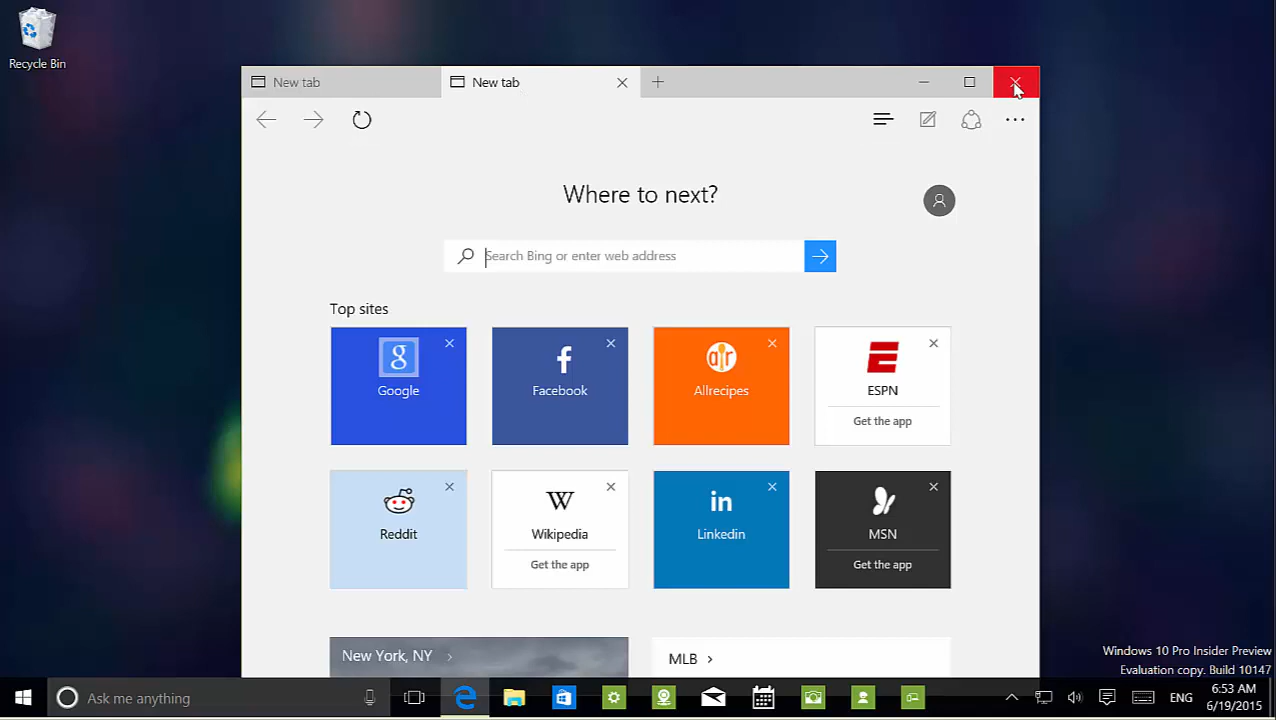 Recycle Bin
New tab
New tab
Where to next?
Search Bing or enter web address
Top sites
g
Google
f
Facebook
air
Allrecipes
E
ESPN
Get the app
Reddit
W
Wikipedia
Get the app
in
Linkedin
MSN
Get the app
New York, NY
MLB
Windows 10 Pro Insider Preview
Evaluation copy. Build 10147
Ask me anything
ENG
6:53 AM
6/19/2015